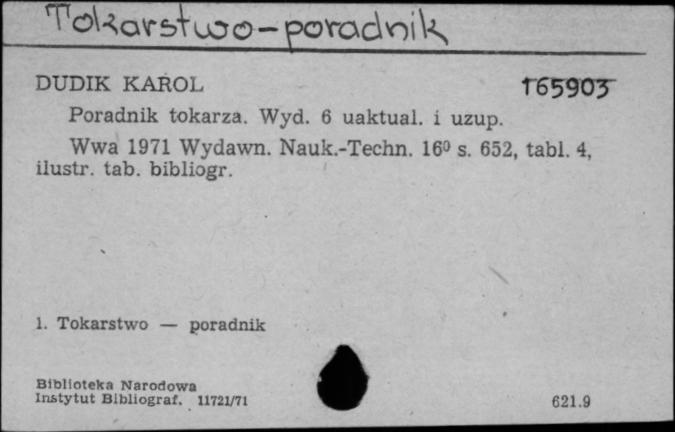 Tokarstwo-poradnik
DUDIK KAROL 165903
Poradnik tokarza. Wyd. 6 uaktual. i uzup.
Wwa 1971 Wydawn. Nauk.-Techn. 16⁰ s. 652, tabl. 4,
ilustr. tab. bibliogr.
1. Tokarstwo — poradnik
Biblioteka Narodowa
Instytut Bibliograf. 11721/71
621.9